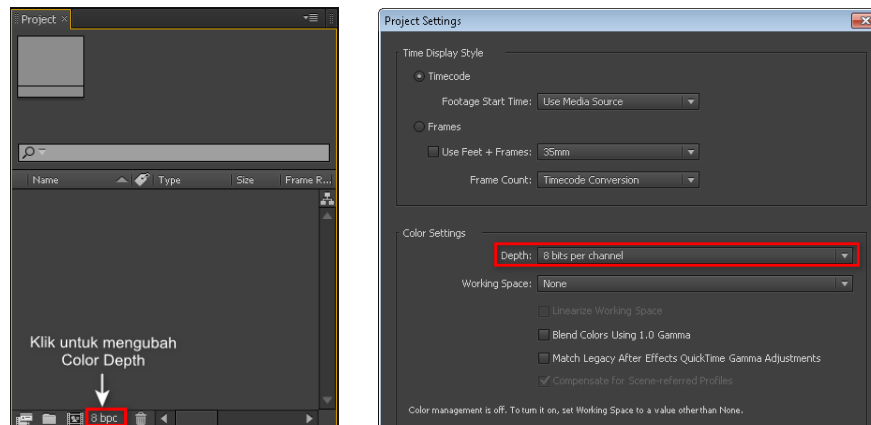 Project ×
Name Type Size Frame R...
Klik untuk mengubah
Color Depth
8 bpc
Project Settings
Time Display Style
Timecode
Footage Start Time: Use Media Source
Frames
Use Feet + Frames: 35mm
Frame Count: Timecode Conversion
Color Settings
Depth: 8 bits per channel
Working Space: None
Linearize Working Space
Blend Colors Using 1.0 Gamma
Match Legacy After Effects QuickTime Gamma Adjustments
Compensate for Scene-referred Profiles
Color management is off. To turn it on, set Working Space to a value other than None.